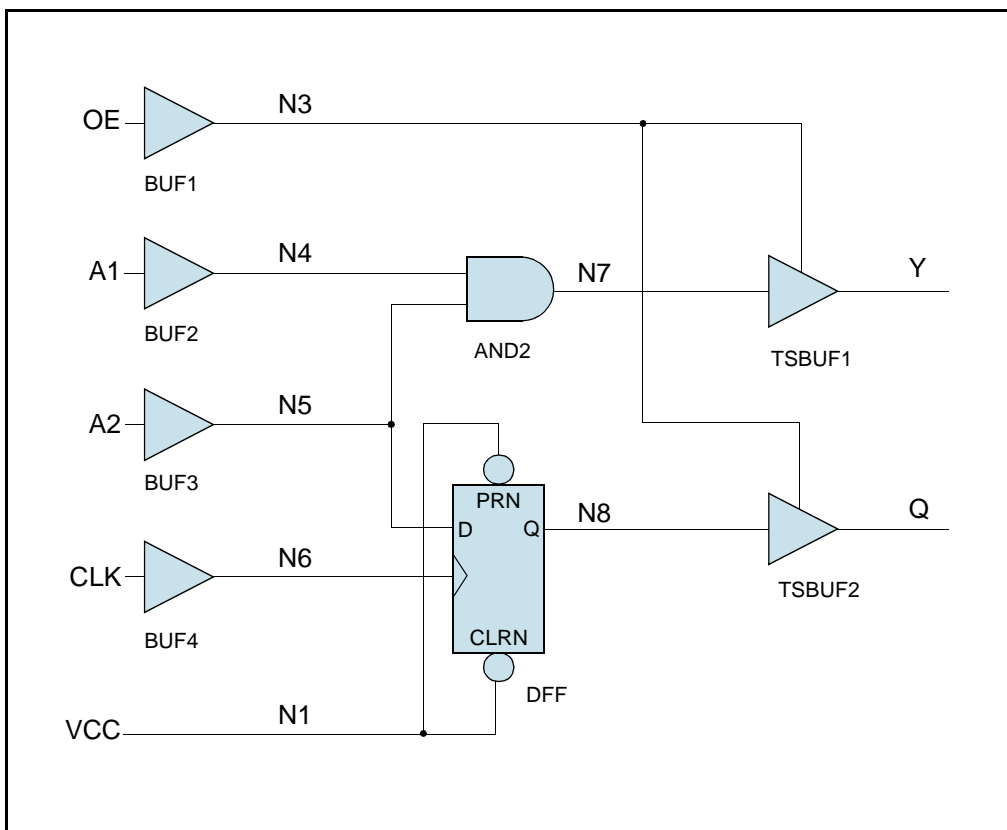 OE
N3
BUF1
A1
N4
N7
Y
BUF2
AND2
TSBUF1
A2
N5
BUF3
PRN
D
Q
N8
Q
CLK
N6
TSBUF2
BUF4
CLRN
DFF
VCC
N1